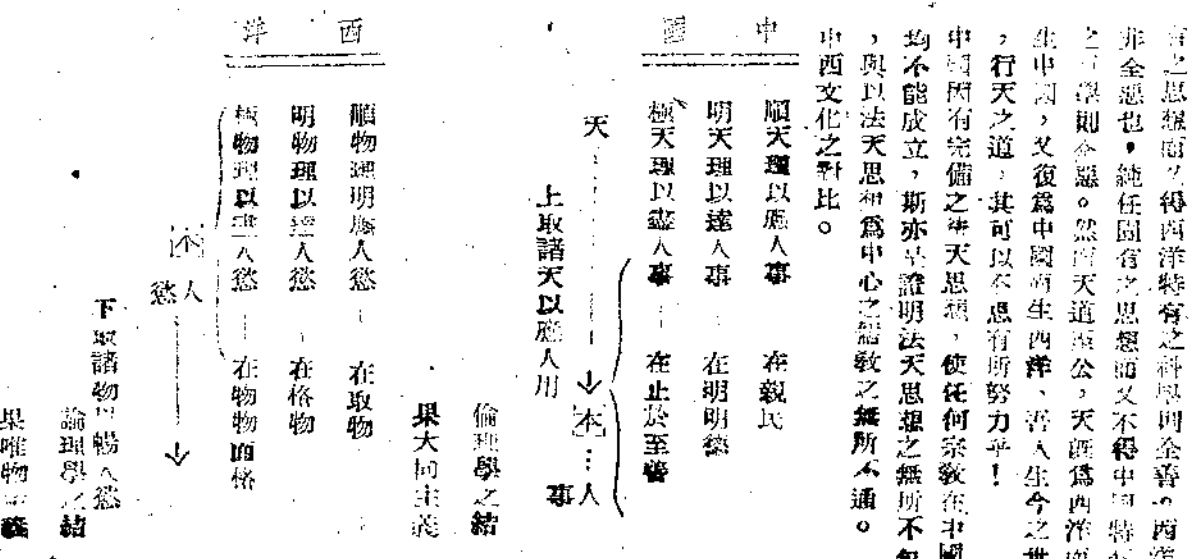 有之思想而又得西洋特有之科學則全善。西洋
非全惡也,純任固有之思想而又不得中國特
之 學則全惡。然而天道至公,天旣爲西洋而
生中國,又復爲中國而生西洋、吾人生今之世
,行天之道,其可以不思有所努力乎!
中國因有完備之法天思想,使任何宗教在中國
均不能成立,斯亦足證明法天思想之無所不包
,與以法天思想爲中心之儒教之無所不通。
中西文化之對比。
中國
順天理以應人事 在親民
明天理以達人事 在明明德
極天理以盡人事 在止於至善
天 本 人事
上取諸天以應人用
倫理學之結
果大同主義
西洋
順物理明應人慾 在取物
明物理以達人慾 在格物
極物理以盡人慾 在物物而格
本 人慾
下取諸物以暢人慾
論理學之結
果唯物主義